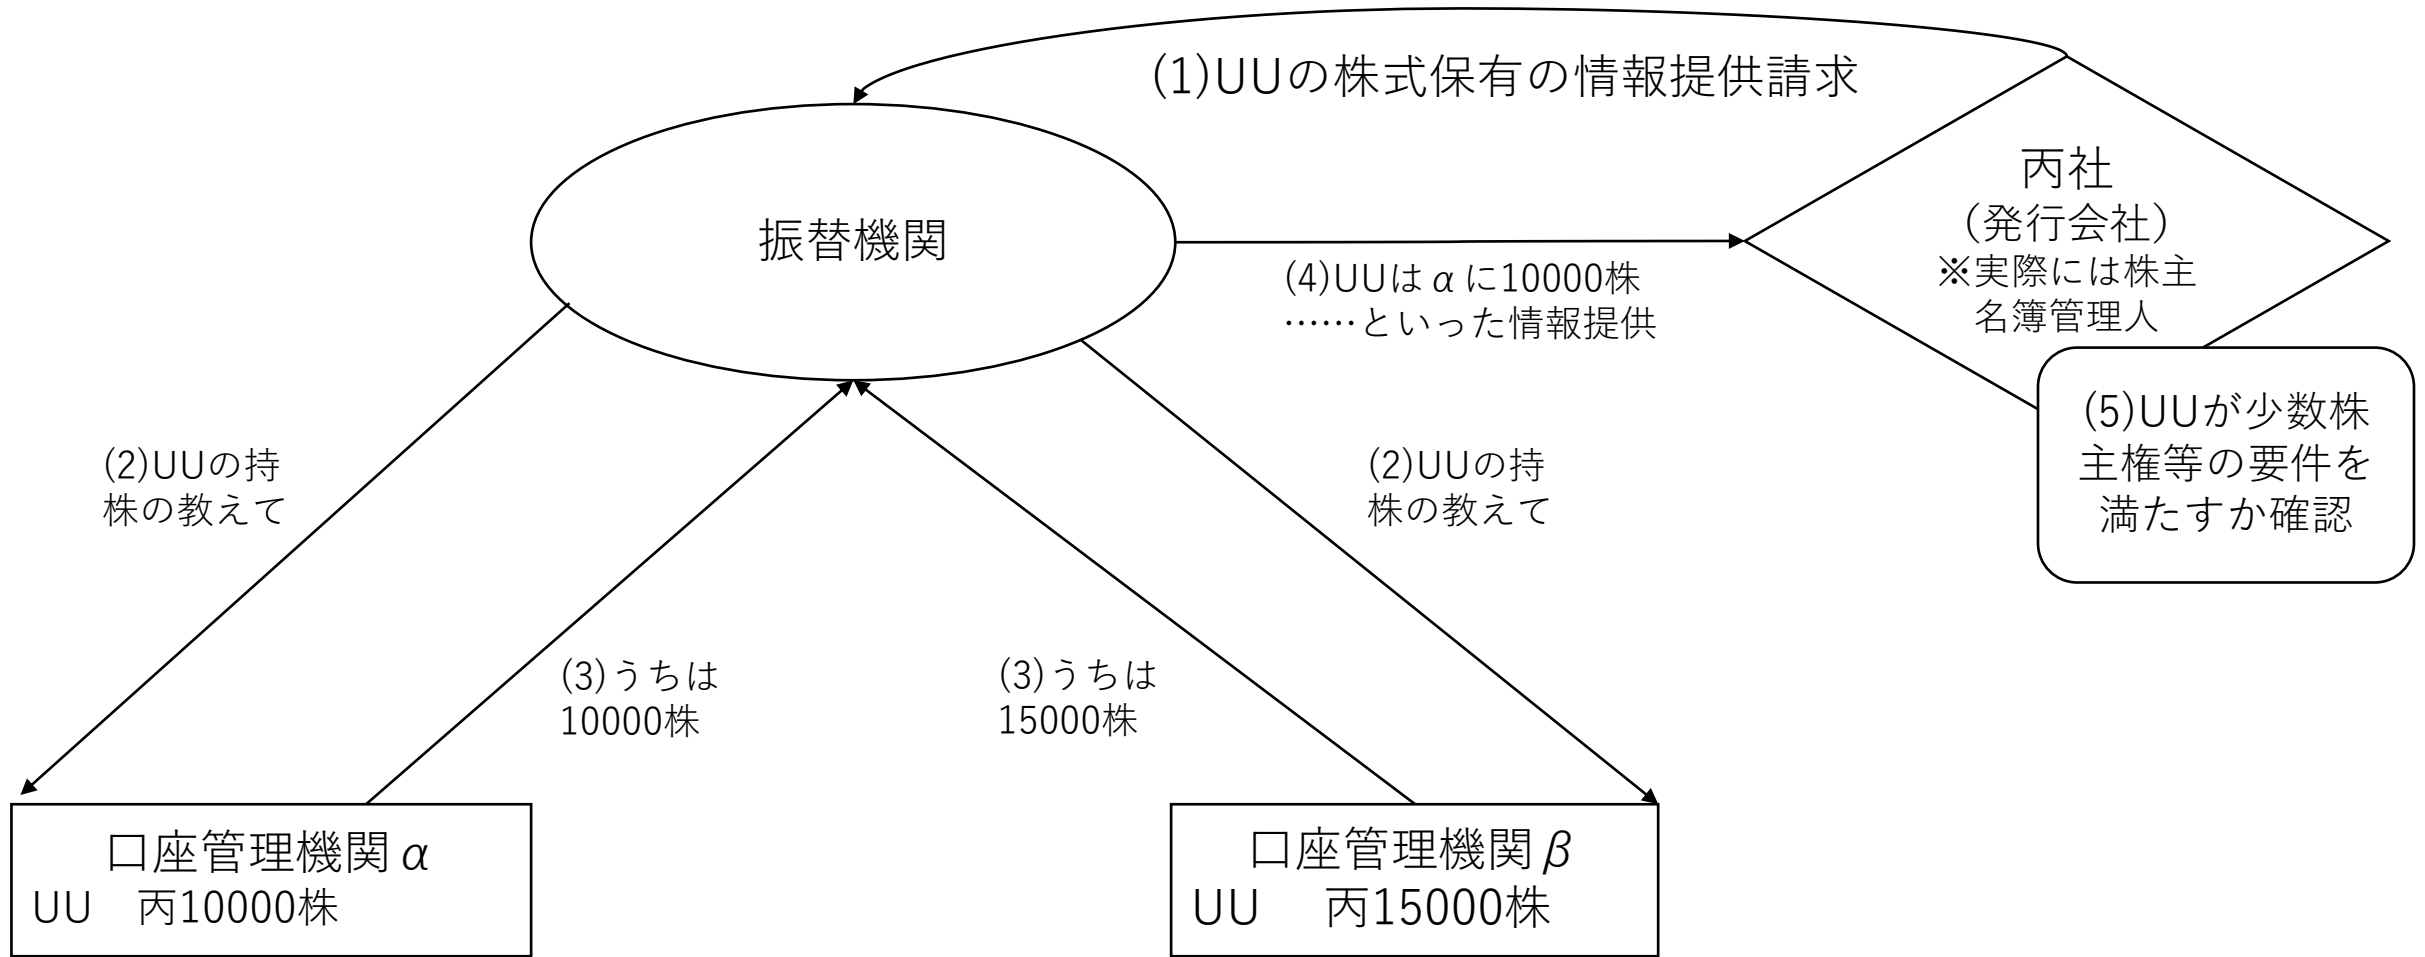 (1)UUの株式保有の情報提供請求
振替機関
丙社
(発行会社)
※実際には株主
名簿管理人
(4)UUはαに10000株
……といった情報提供
(5)UUが少数株
主権等の要件を
満たすか確認
(2)UUの持
株の教えて
(2)UUの持
株の教えて
(3)うちは
10000株
(3)うちは
15000株
口座管理機関α
UU 丙10000株
口座管理機関β
UU 丙15000株